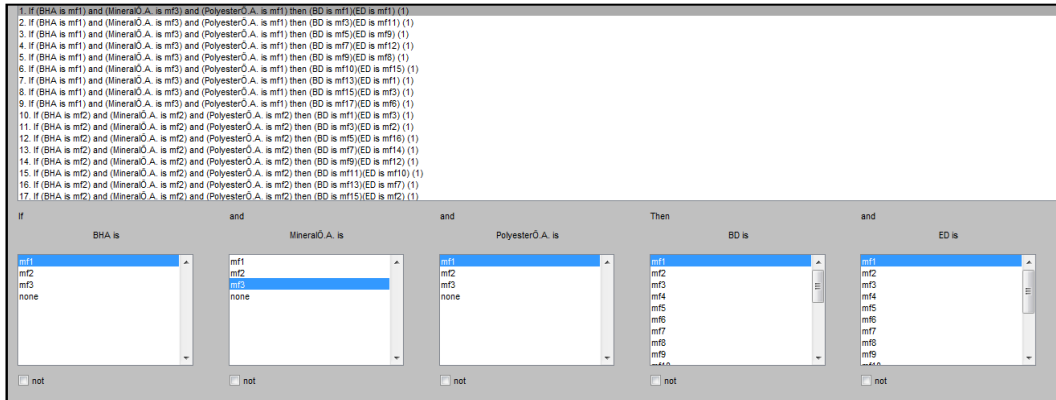 1. If (BHA is mf1) and (MineralÖ.A. is mf3) and (PolyesterÖ.A. is mf1) then (BD is mf1)(ED is mf1) (1)
2. If (BHA is mf1) and (MineralÖ.A. is mf3) and (PolyesterÖ.A. is mf1) then (BD is mf3)(ED is mf11) (1)
3. If (BHA is mf1) and (MineralÖ.A. is mf3) and (PolyesterÖ.A. is mf1) then (BD is mf5)(ED is mf9) (1)
4. If (BHA is mf1) and (MineralÖ.A. is mf3) and (PolyesterÖ.A. is mf1) then (BD is mf7)(ED is mf12) (1)
5. If (BHA is mf1) and (MineralÖ.A. is mf3) and (PolyesterÖ.A. is mf1) then (BD is mf9)(ED is mf8) (1)
6. If (BHA is mf1) and (MineralÖ.A. is mf3) and (PolyesterÖ.A. is mf1) then (BD is mf10)(ED is mf15) (1)
7. If (BHA is mf1) and (MineralÖ.A. is mf3) and (PolyesterÖ.A. is mf1) then (BD is mf13)(ED is mf1) (1)
8. If (BHA is mf1) and (MineralÖ.A. is mf3) and (PolyesterÖ.A. is mf1) then (BD is mf15)(ED is mf3) (1)
9. If (BHA is mf1) and (MineralÖ.A. is mf3) and (PolyesterÖ.A. is mf1) then (BD is mf17)(ED is mf6) (1)
10. If (BHA is mf2) and (MineralÖ.A. is mf2) and (PolyesterÖ.A. is mf2) then (BD is mf1)(ED is mf3) (1)
11. If (BHA is mf2) and (MineralÖ.A. is mf2) and (PolyesterÖ.A. is mf2) then (BD is mf3)(ED is mf2) (1)
12. If (BHA is mf2) and (MineralÖ.A. is mf2) and (PolyesterÖ.A. is mf2) then (BD is mf5)(ED is mf16) (1)
13. If (BHA is mf2) and (MineralÖ.A. is mf2) and (PolyesterÖ.A. is mf2) then (BD is mf7)(ED is mf14) (1)
14. If (BHA is mf2) and (MineralÖ.A. is mf2) and (PolyesterÖ.A. is mf2) then (BD is mf9)(ED is mf12) (1)
15. If (BHA is mf2) and (MineralÖ.A. is mf2) and (PolyesterÖ.A. is mf2) then (BD is mf11)(ED is mf10) (1)
16. If (BHA is mf2) and (MineralÖ.A. is mf2) and (PolyesterÖ.A. is mf2) then (BD is mf13)(ED is mf7) (1)
17. If (BHA is mf2) and (MineralÖ.A. is mf2) and (PolyesterÖ.A. is mf2) then (BD is mf15)(ED is mf2) (1)
If and and Then and
BHA is MineralÖ.A. is PolyesterÖ.A. is BD is ED is
mf1 mf1 mf1 mf1 mf1
mf2 mf2 mf2 mf2 mf2
mf3 mf3 mf3 mf3 mf3
none none none mf4 mf4
mf5 mf5
mf6 mf6
mf7 mf7
mf8 mf8
mf9 mf9
mf10 mf10
not not not not not